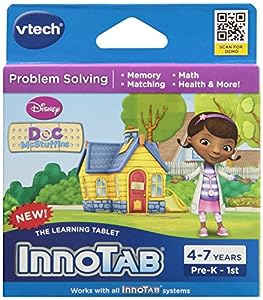 vtech
SCAN FOR
DEMO
Problem Solving
• Memory
• Matching
• Math
• Health & More!
Disney
DOC
McStuffins
NEW!
THE LEARNING TABLET
INNOTAB
4-7 YEARS
Pre-K - 1st
Works with all INNOTAB systems